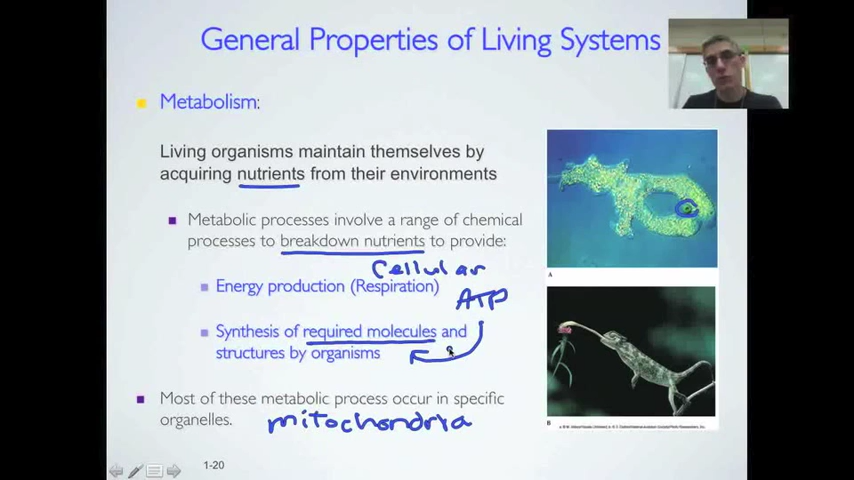 General Properties of Living Systems
Metabolism:
Living organisms maintain themselves by
acquiring nutrients from their environments
Metabolic processes involve a range of chemical
processes to breakdown nutrients to provide:
Cellular
Energy production (Respiration)
ATP
Synthesis of required molecules and
structures by organisms
Most of these metabolic process occur in specific
organelles.
mitochondria
A
B
1-20